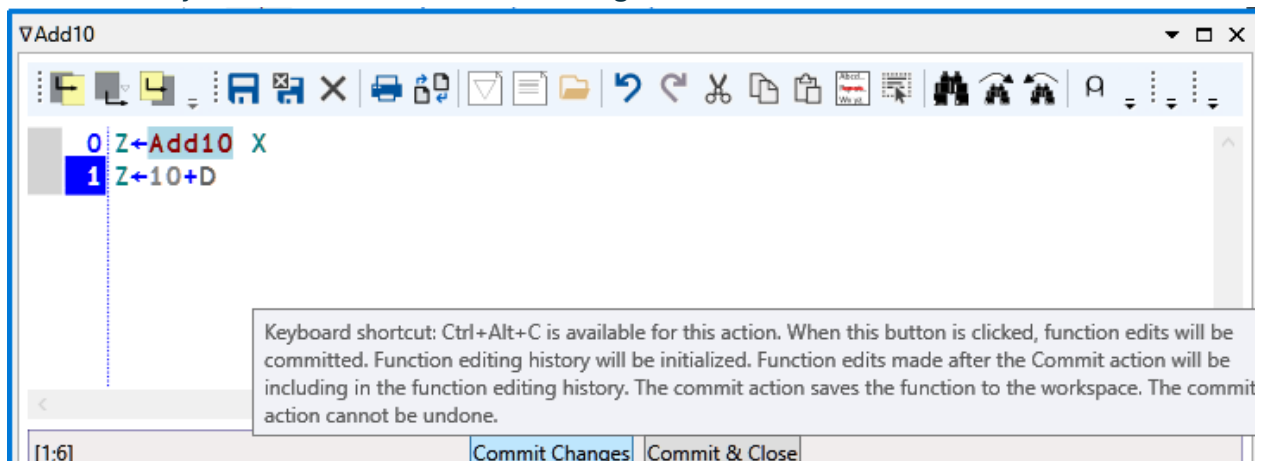 ∇Add10
0 Z←Add10 X
1 Z←10+D
Keyboard shortcut: Ctrl+Alt+C is available for this action. When this button is clicked, function edits will be
committed. Function editing history will be initialized. Function edits made after the Commit action will be
including in the function editing history. The commit action saves the function to the workspace. The commit
action cannot be undone.
[1:6] Commit Changes Commit & Close